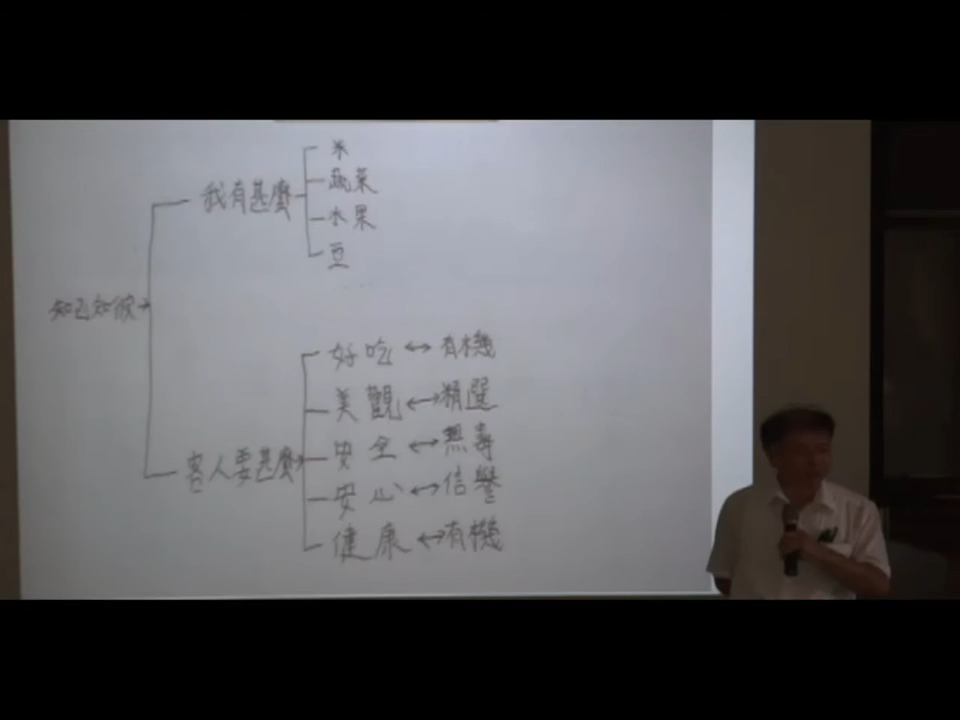 知己知彼
我有甚麼
米
蔬菜
水果
豆
客人要甚麼
好吃 ↔ 有機
美觀 ↔ 精選
安全 ↔ 無毒
安心 ↔ 信譽
健康 ↔ 有機